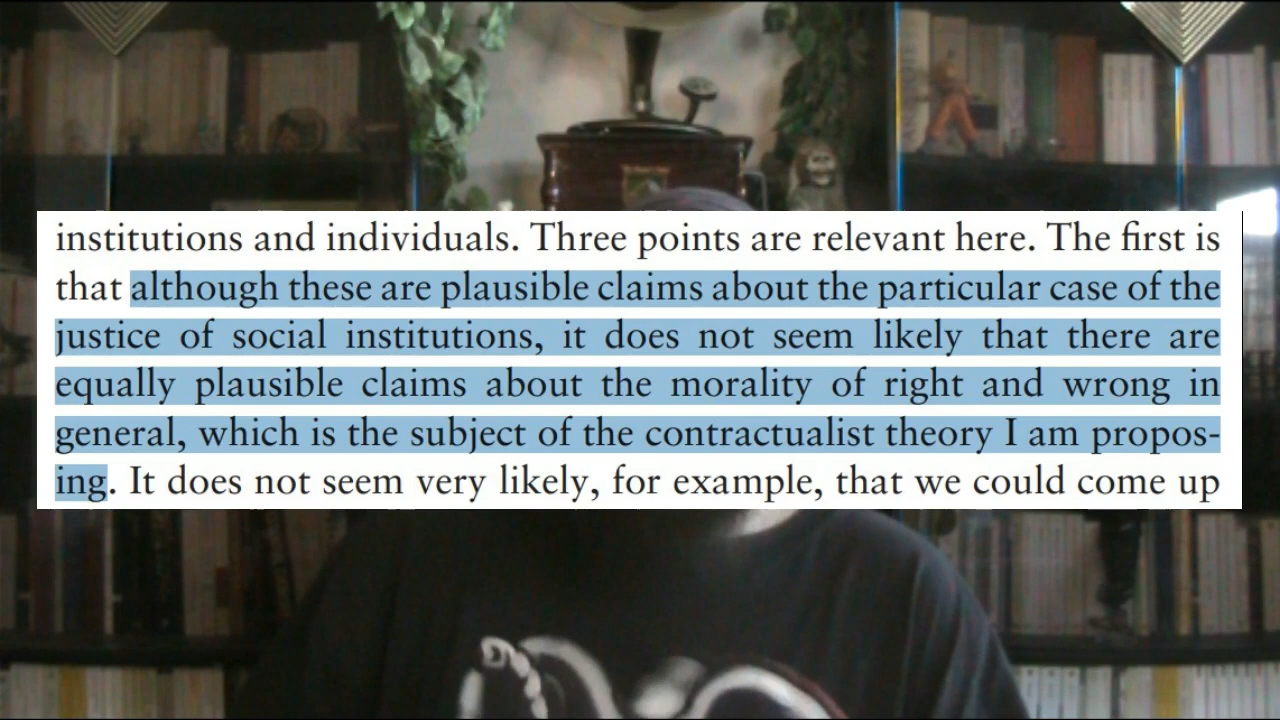 institutions and individuals. Three points are relevant here. The first is
that although these are plausible claims about the particular case of the
justice of social institutions, it does not seem likely that there are
equally plausible claims about the morality of right and wrong in
general, which is the subject of the contractualist theory I am propos-
ing. It does not seem very likely, for example, that we could come up